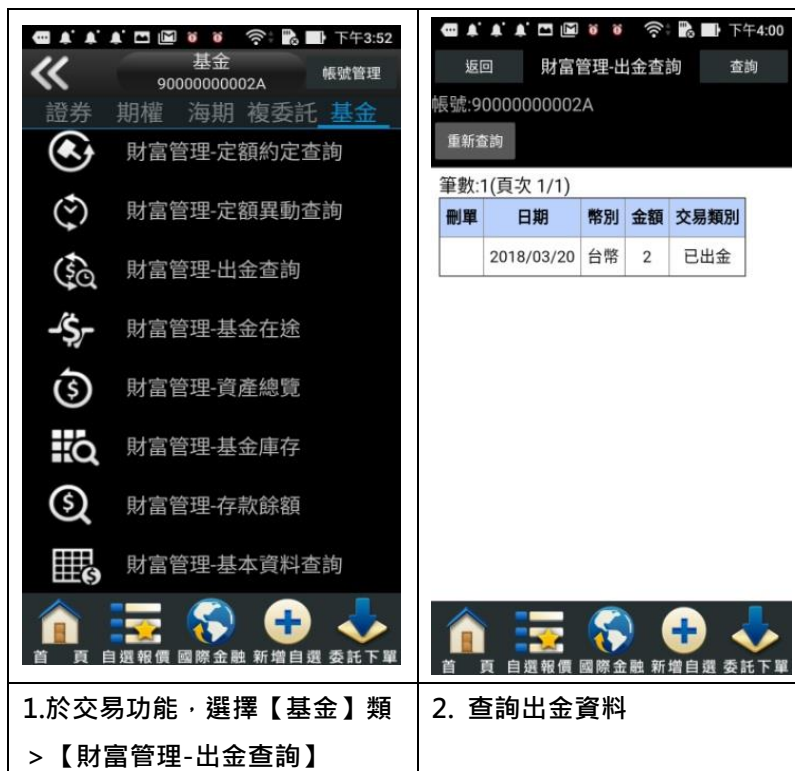 下午3:52
基金
90000000002A
帳號管理
證券 期權 海期 複委託 基金
財富管理-定額約定查詢
財富管理-定額異動查詢
財富管理-出金查詢
財富管理-基金在途
財富管理-資產總覽
財富管理-基金庫存
財富管理-存款餘額
財富管理-基本資料查詢
首 頁 自選報價 國際金融 新增自選 委託下單
1.於交易功能，選擇【基金】類
>【財富管理-出金查詢】
下午4:00
返回 財富管理-出金查詢 查詢
帳號:90000000002A
重新查詢
筆數:1(頁次 1/1)
刪單 日期 幣別 金額 交易類別
2018/03/20 台幣 2 已出金
首 頁 自選報價 國際金融 新增自選 委託下單
2. 查詢出金資料